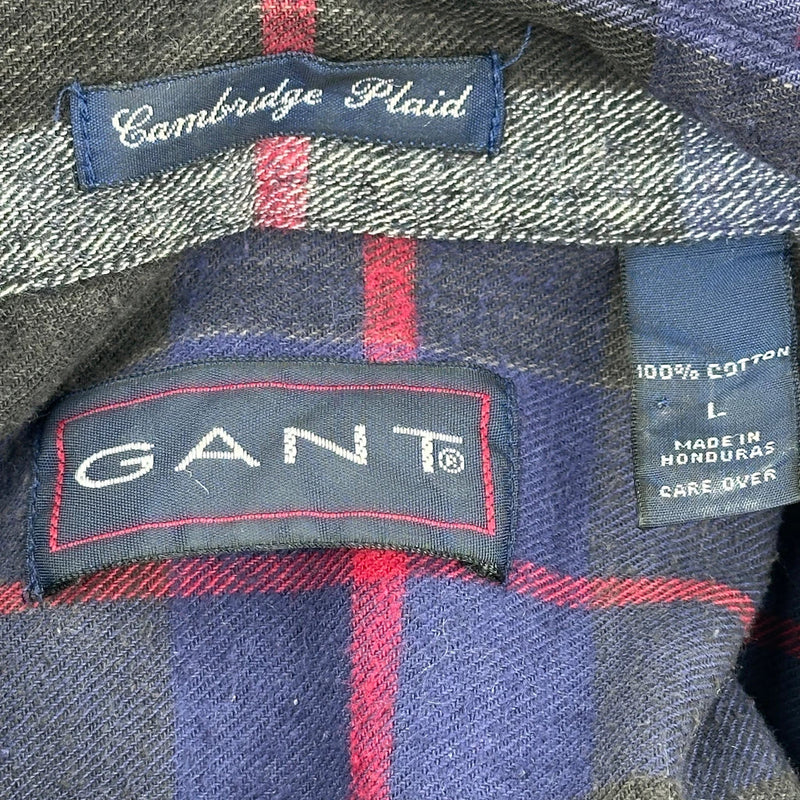 Cambridge Plaid
GANT®
100% COTTON
L
MADE IN
HONDURAS
CARE OVER